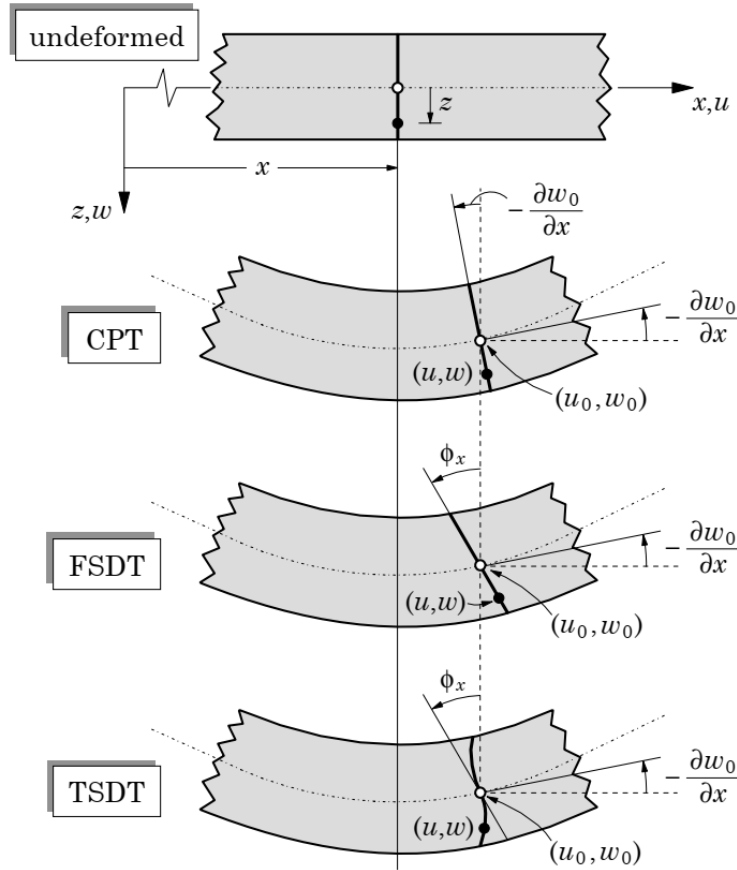 undeformed
z
x,u
x
z,w
− ∂w₀/∂x
CPT
− ∂w₀/∂x
(u,w)
(u₀,w₀)
ϕₓ
FSDT
− ∂w₀/∂x
(u,w)
(u₀,w₀)
ϕₓ
TSDT
− ∂w₀/∂x
(u,w)
(u₀,w₀)